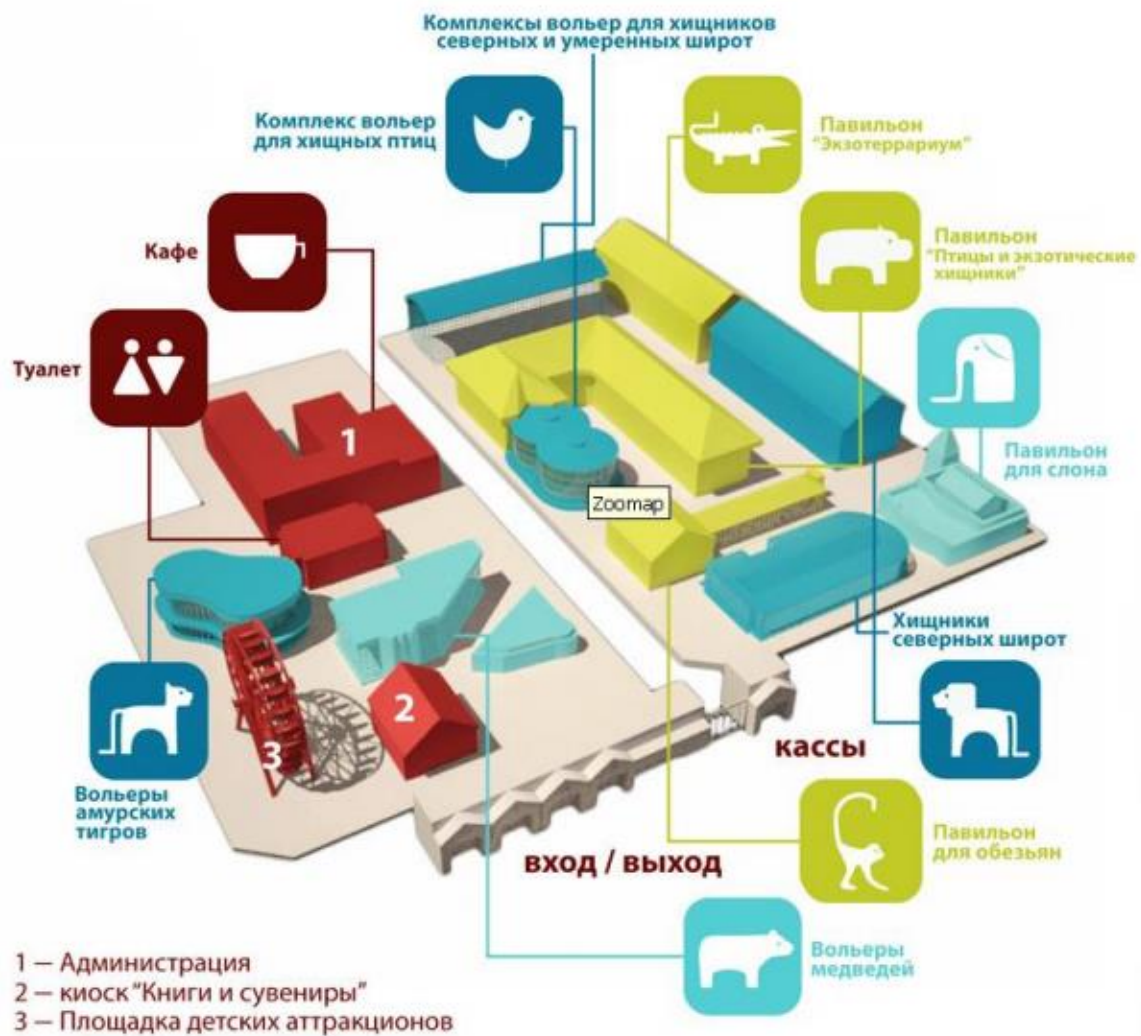 Комплексы вольер для хищников
северных и умеренных широт
Комплекс вольер
для хищных птиц
Павильон
"Экзотеррариум"
Кафе
Павильон
"Птицы и экзотические
хищники"
Туалет
1
Павильон
для слона
Zoomap
Хищники
северных широт
2
3
кассы
Вольеры
амурских
тигров
Павильон
для обезьян
вход / выход
Вольеры
медведей
1 — Администрация
2 — киоск "Книги и сувениры"
3 — Площадка детских аттракционов